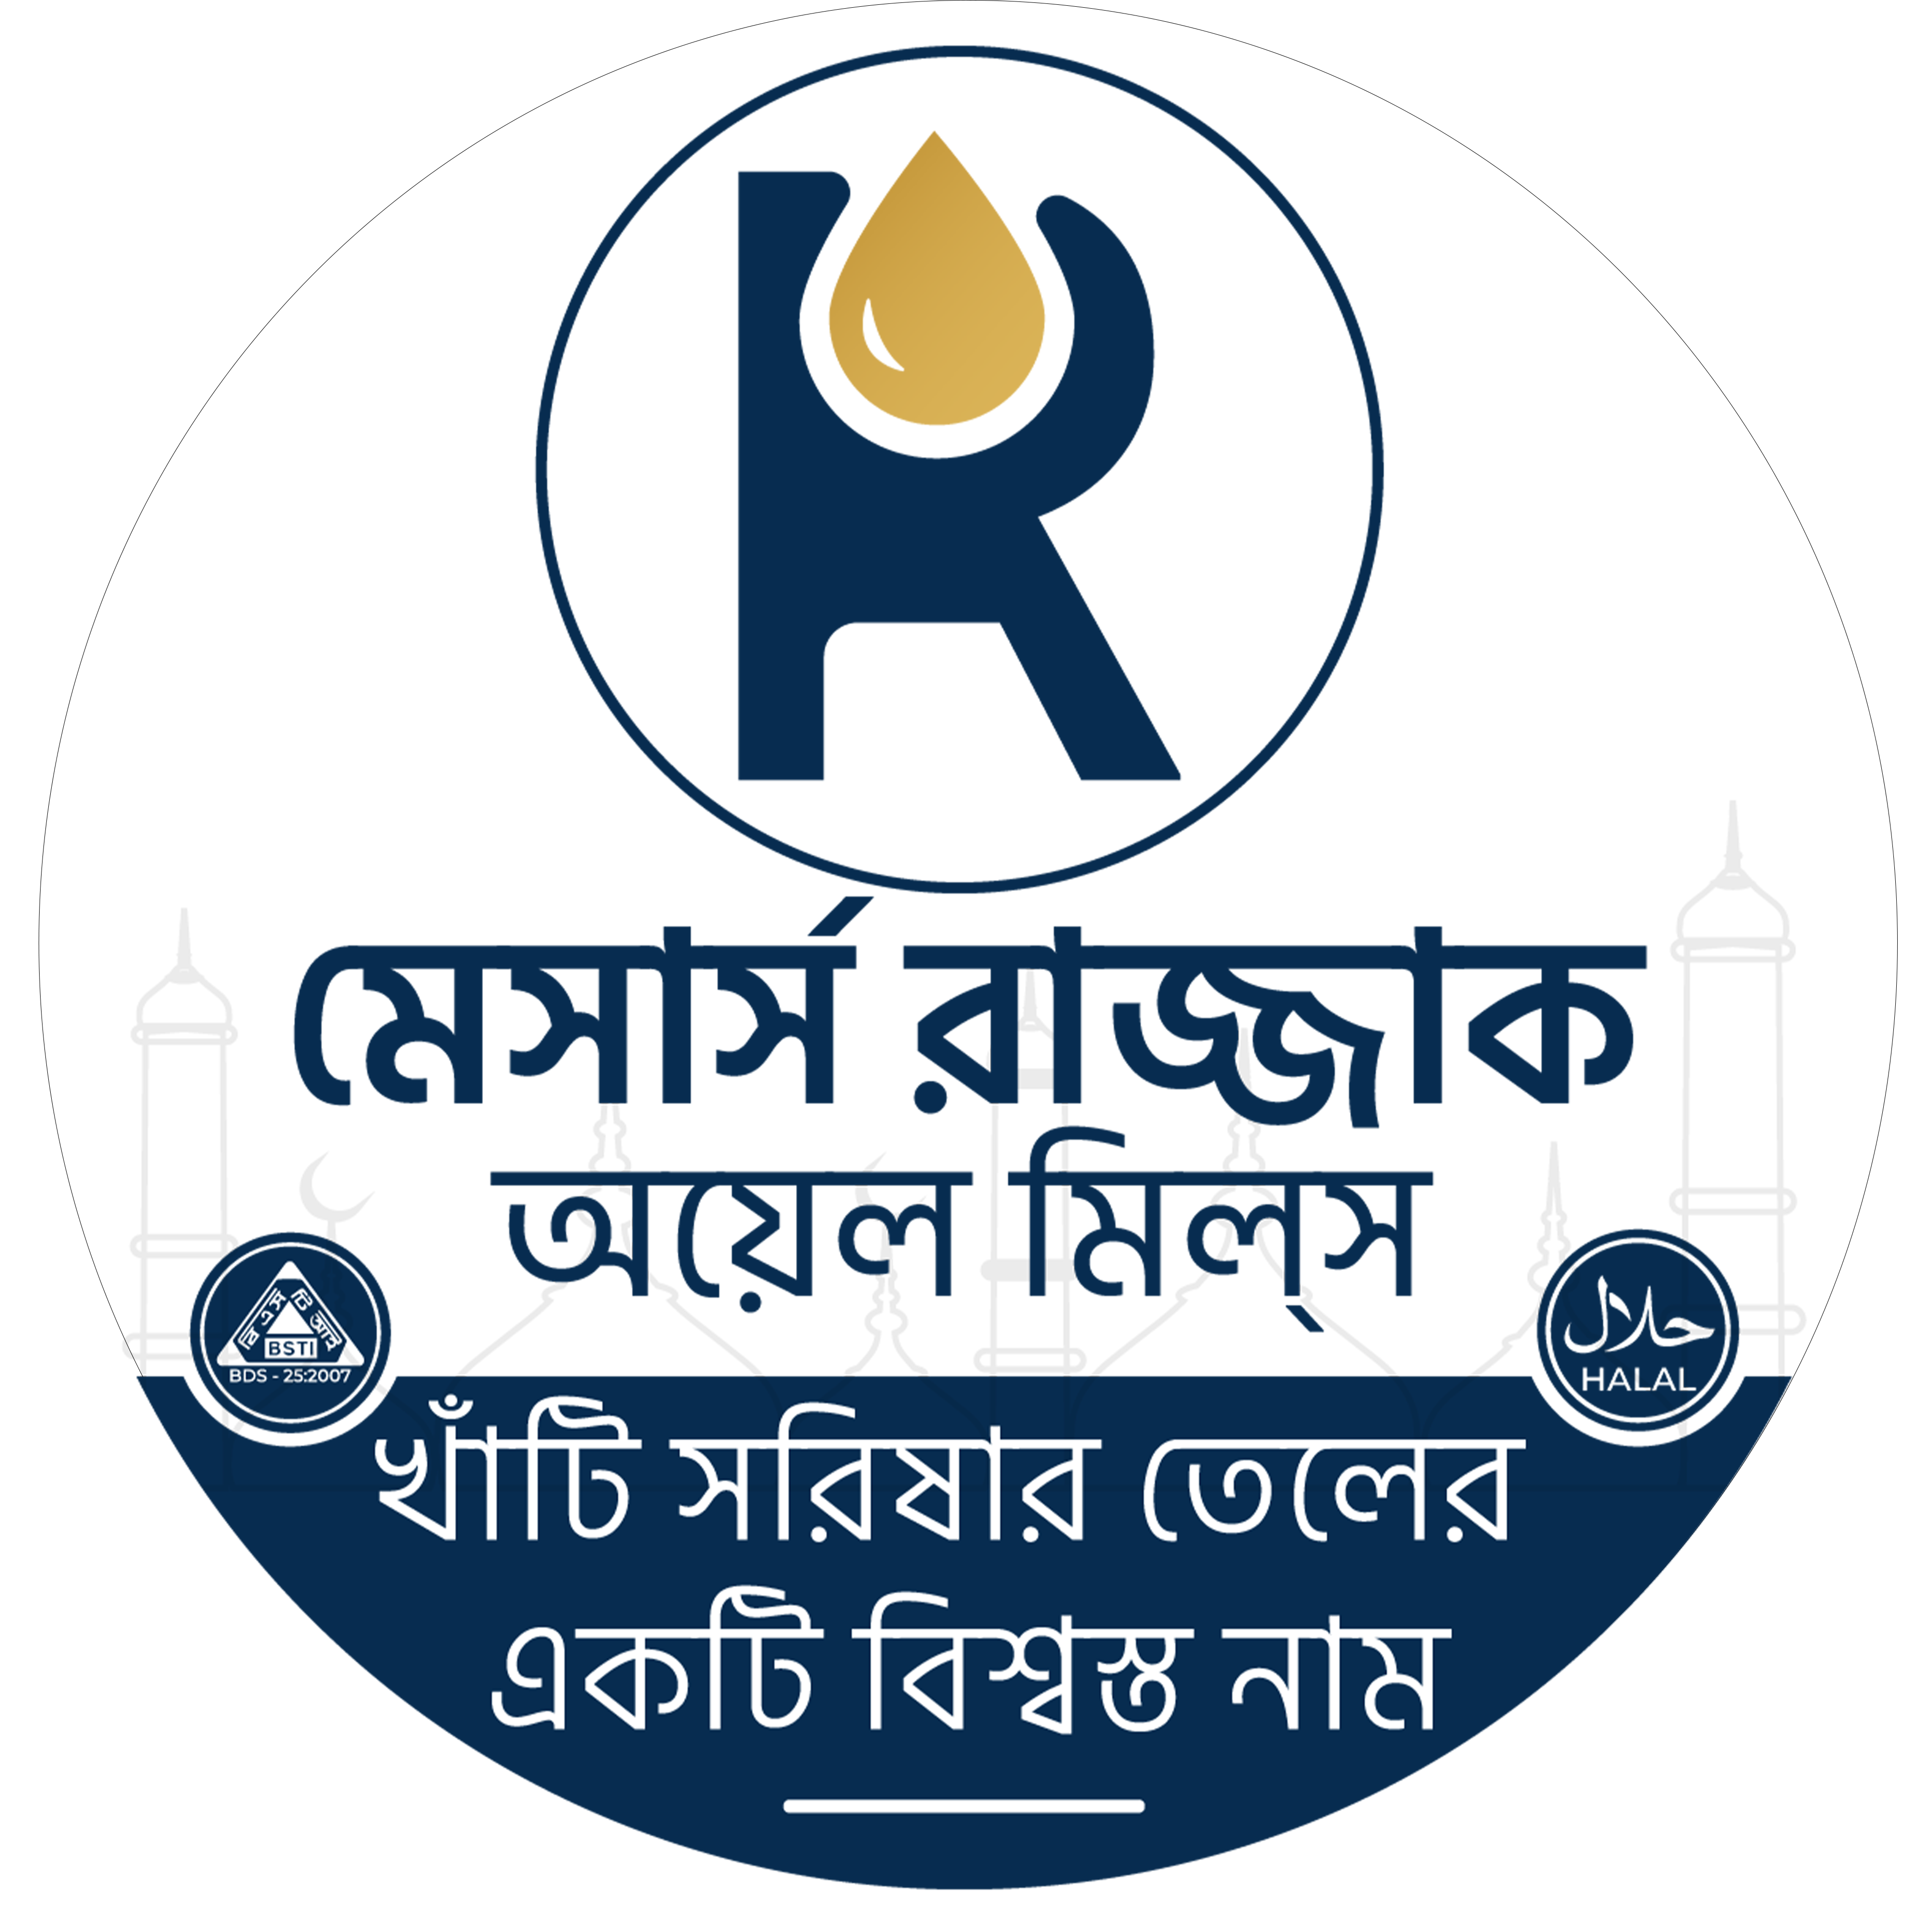 মেসার্স রাজ্জাক
অয়েল মিল্‌স
বি এস টি আই
BSTI
BDS - 25:2007
حلال
HALAL
খাঁটি সরিষার তেলের
একটি বিশ্বস্ত নাম